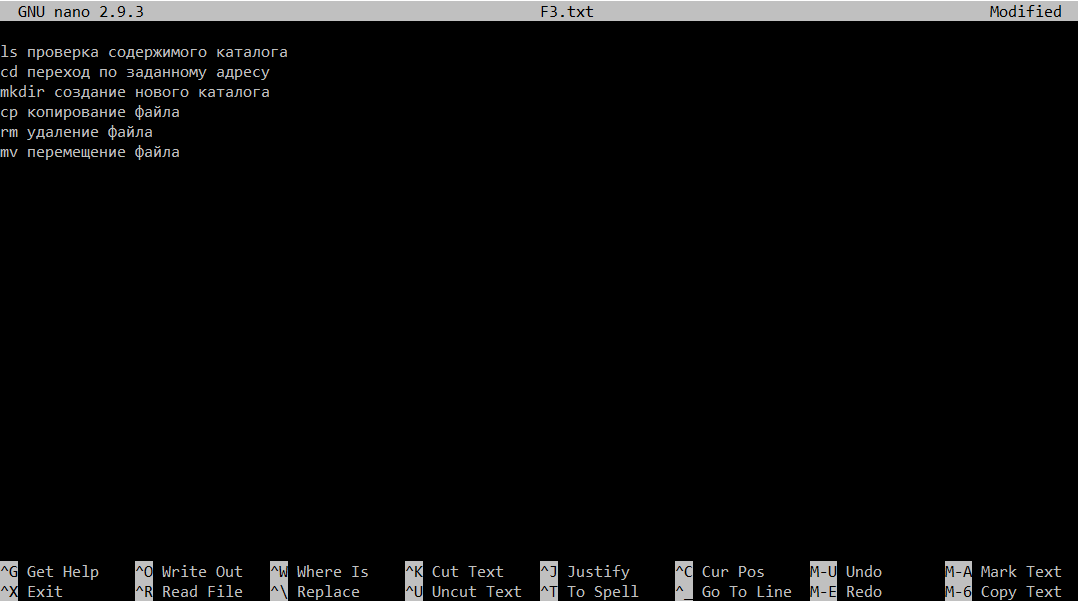 GNU nano 2.9.3 F3.txt Modified
ls проверка содержимого каталога
cd переход по заданному адресу
mkdir создание нового каталога
cp копирование файла
rm удаление файла
mv перемещение файла
^G Get Help ^O Write Out ^W Where Is ^K Cut Text ^J Justify ^C Cur Pos M-U Undo M-A Mark Text
^X Exit ^R Read File ^\ Replace ^U Uncut Text ^T To Spell ^_ Go To Line M-E Redo M-6 Copy Text